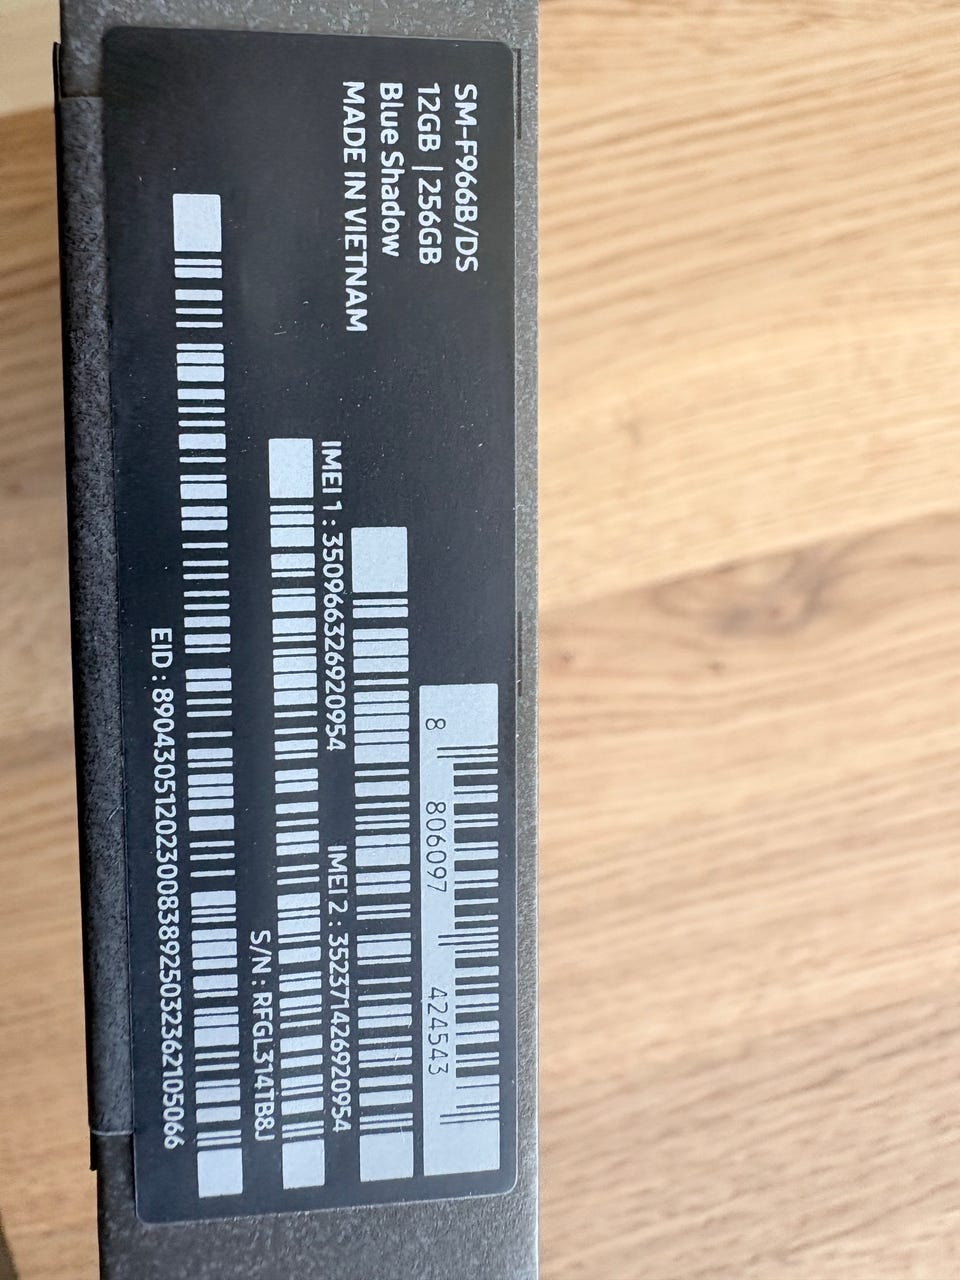 SM-F966B/DS
12GB | 256GB
Blue Shadow
MADE IN VIETNAM
8 806097 424543
IMEI 1 : 350966326920954 IMEI 2 : 352371426920954
S/N : RFGL314TB8J
EID : 89043051202300838925032362105066